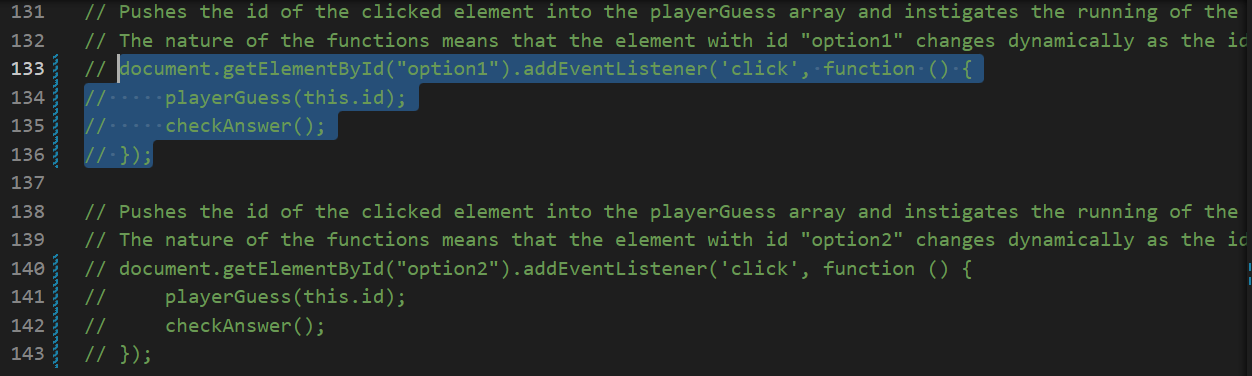 131 // Pushes the id of the clicked element into the playerGuess array and instigates the running of the
132 // The nature of the functions means that the element with id "option1" changes dynamically as the
133 // document.getElementById("option1").addEventListener('click', function () {
134 //     playerGuess(this.id);
135 //     checkAnswer();
136 // });
137
138 // Pushes the id of the clicked element into the playerGuess array and instigates the running of the
139 // The nature of the functions means that the element with id "option2" changes dynamically as the
140 // document.getElementById("option2").addEventListener('click', function () {
141 //     playerGuess(this.id);
142 //     checkAnswer();
143 // });